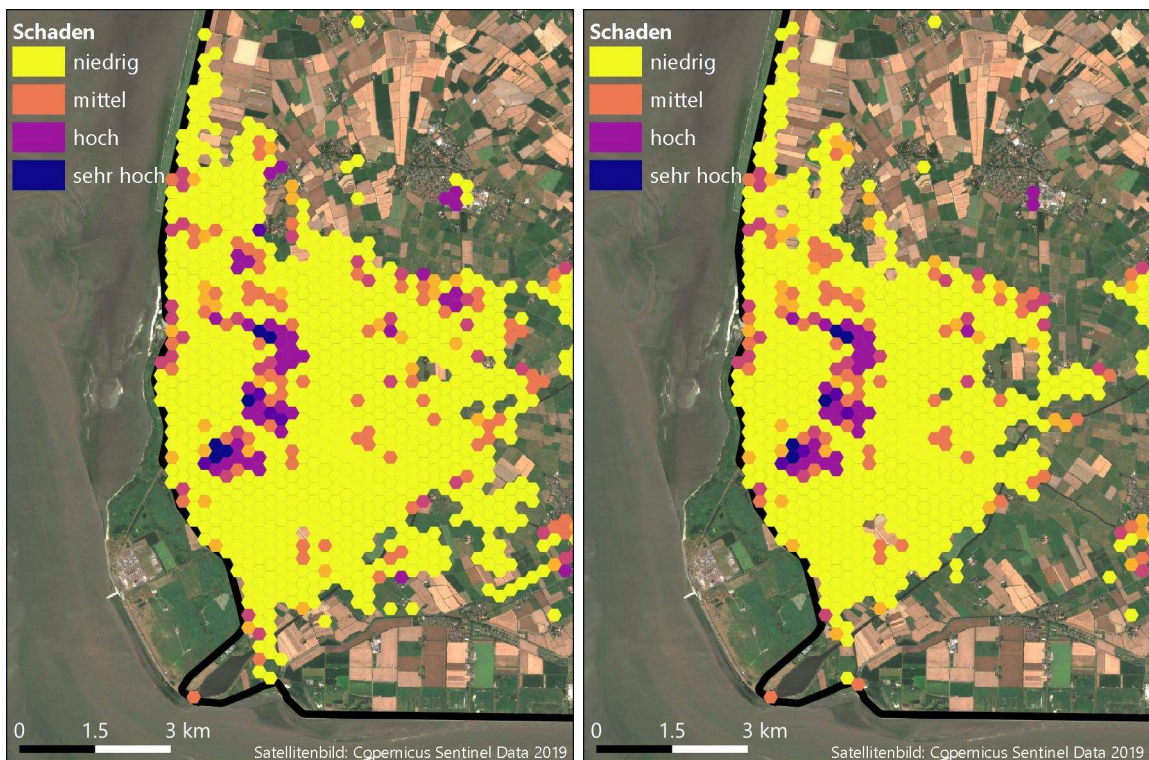 Schaden
niedrig
mittel
hoch
sehr hoch
0 1.5 3 km
Satellitenbild: Copernicus Sentinel Data 2019
Schaden
niedrig
mittel
hoch
sehr hoch
0 1.5 3 km
Satellitenbild: Copernicus Sentinel Data 2019